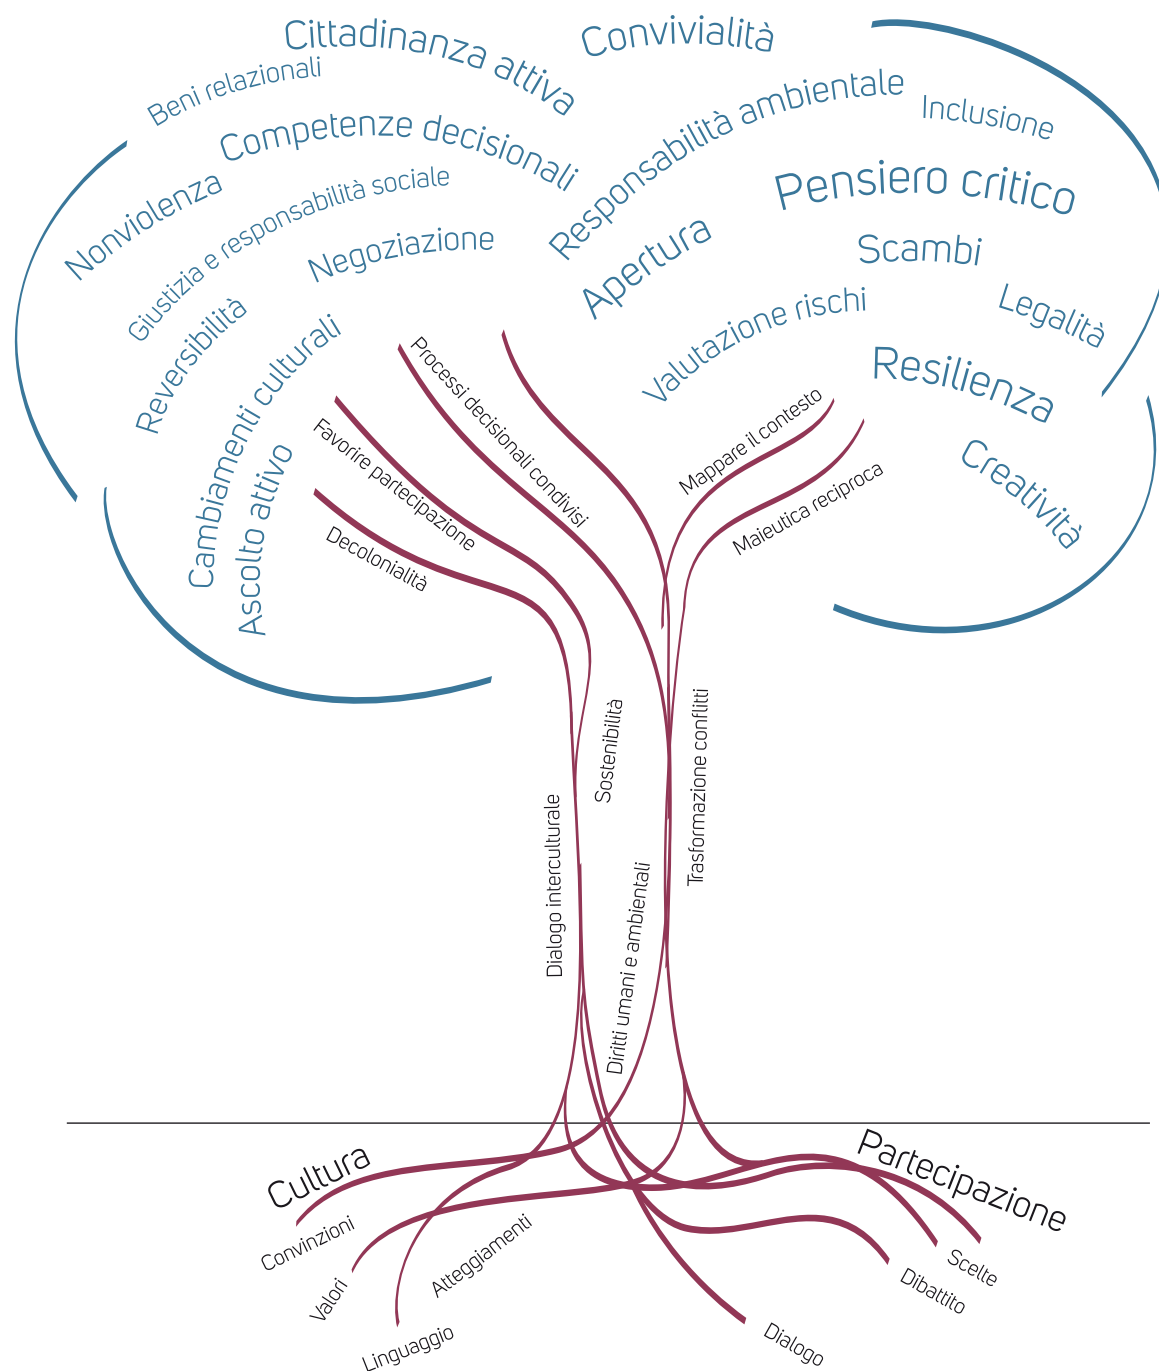 Cittadinanza attiva
Convivialità
Beni relazionali
Responsabilità ambientale
Inclusione
Competenze decisionali
Pensiero critico
Nonviolenza
Giustizia e responsabilità sociale
Negoziazione
Apertura
Scambi
Reversibilità
Valutazione rischi
Legalità
Cambiamenti culturali
Resilienza
Ascolto attivo
Creatività
Processi decisionali condivisi
Favorire partecipazione
Decolonialità
Mappare il contesto
Maieutica reciproca
Sostenibilità
Trasformazione conflitti
Dialogo interculturale
Diritti umani e ambientali
Cultura
Partecipazione
Convinzioni
Valori
Atteggiamenti
Linguaggio
Scelte
Dibattito
Dialogo